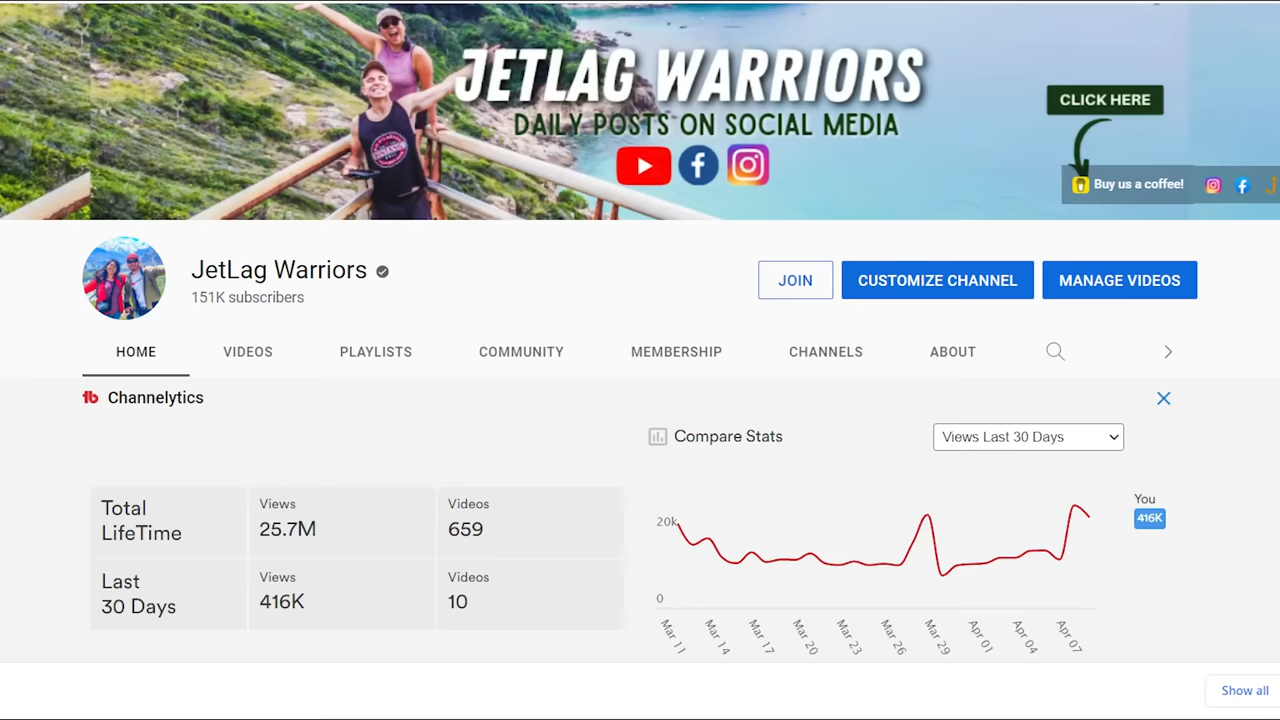 JETLAG WARRIORS
DAILY POSTS ON SOCIAL MEDIA
CLICK HERE
Buy us a coffee!
JetLag Warriors
151K subscribers
JOIN
CUSTOMIZE CHANNEL
MANAGE VIDEOS
HOME VIDEOS PLAYLISTS COMMUNITY MEMBERSHIP CHANNELS ABOUT
tb Channelytics
Compare Stats
Views Last 30 Days
Total
LifeTime
Views
25.7M
Videos
659
Last
30 Days
Views
416K
Videos
10
20k
0
Mar 11 Mar 14 Mar 17 Mar 20 Mar 23 Mar 26 Mar 29 Apr 01 Apr 04 Apr 07
You
416K
Show all